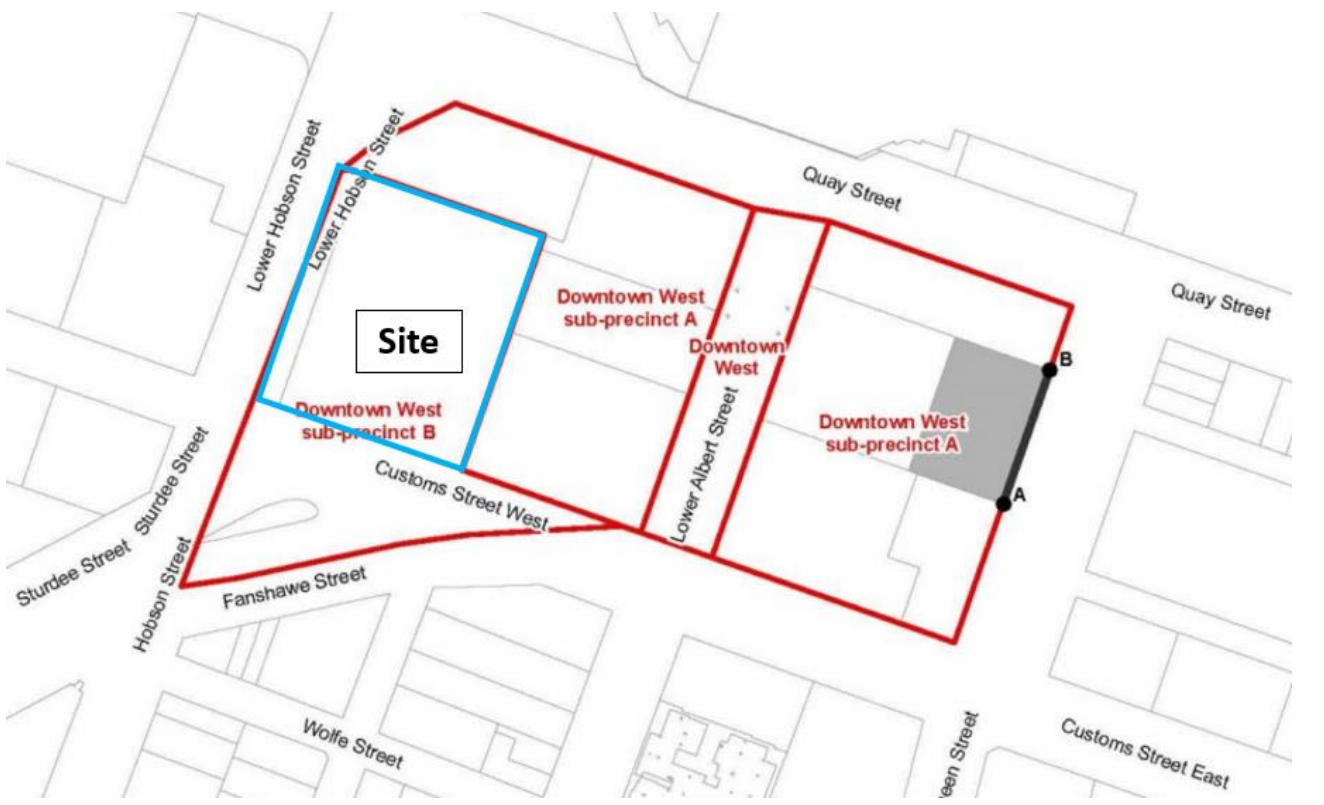 Quay Street
Lower Hobson Street
Lower Hobson Street
Quay Street
Downtown West
sub-precinct A
Site
Downtown
West
B
Downtown West
sub-precinct B
Downtown West
sub-precinct A
Lower Albert Street
Customs Street West
A
Sturdee Street
Sturdee Street
Hobson Street
Fanshawe Street
Wolfe Street
Customs Street East
Street